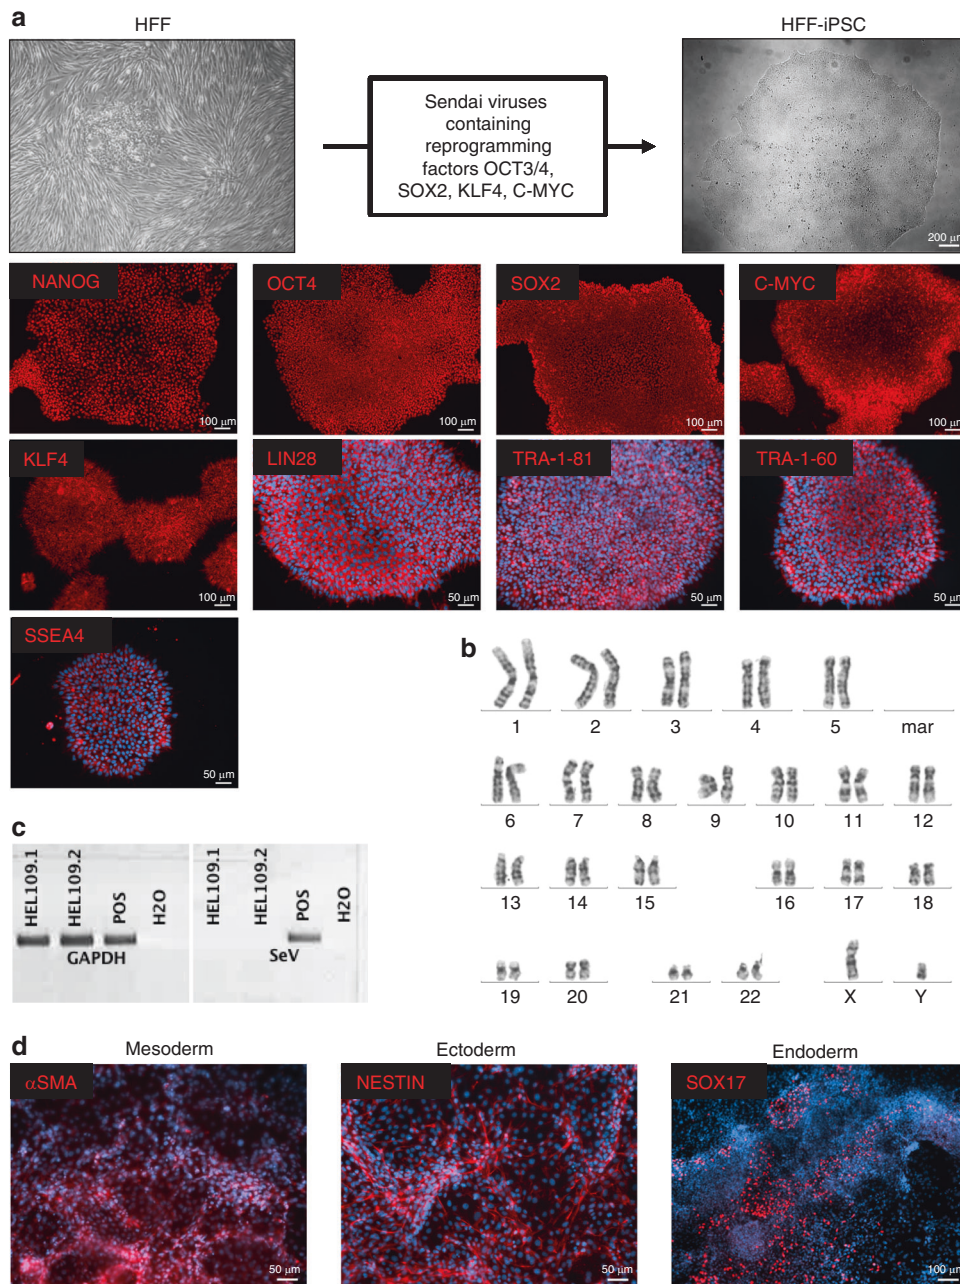 a
HFF
HFF-iPSC
Sendai viruses
containing
reprogramming
factors OCT3/4,
SOX2, KLF4, C-MYC
200 μm
NANOG
100 μm
OCT4
100 μm
SOX2
100 μm
C-MYC
100 μm
KLF4
100 μm
LIN28
50 μm
TRA-1-81
50 μm
TRA-1-60
50 μm
SSEA4
50 μm
b
1 2 3 4 5 mar
6 7 8 9 10 11 12
13 14 15 16 17 18
19 20 21 22 X Y
c
HEL109.1
HEL109.2
POS
H2O
GAPDH
HEL109.1
HEL109.2
POS
H2O
SeV
d
Mesoderm
αSMA
50 μm
Ectoderm
NESTIN
50 μm
Endoderm
SOX17
100 μm